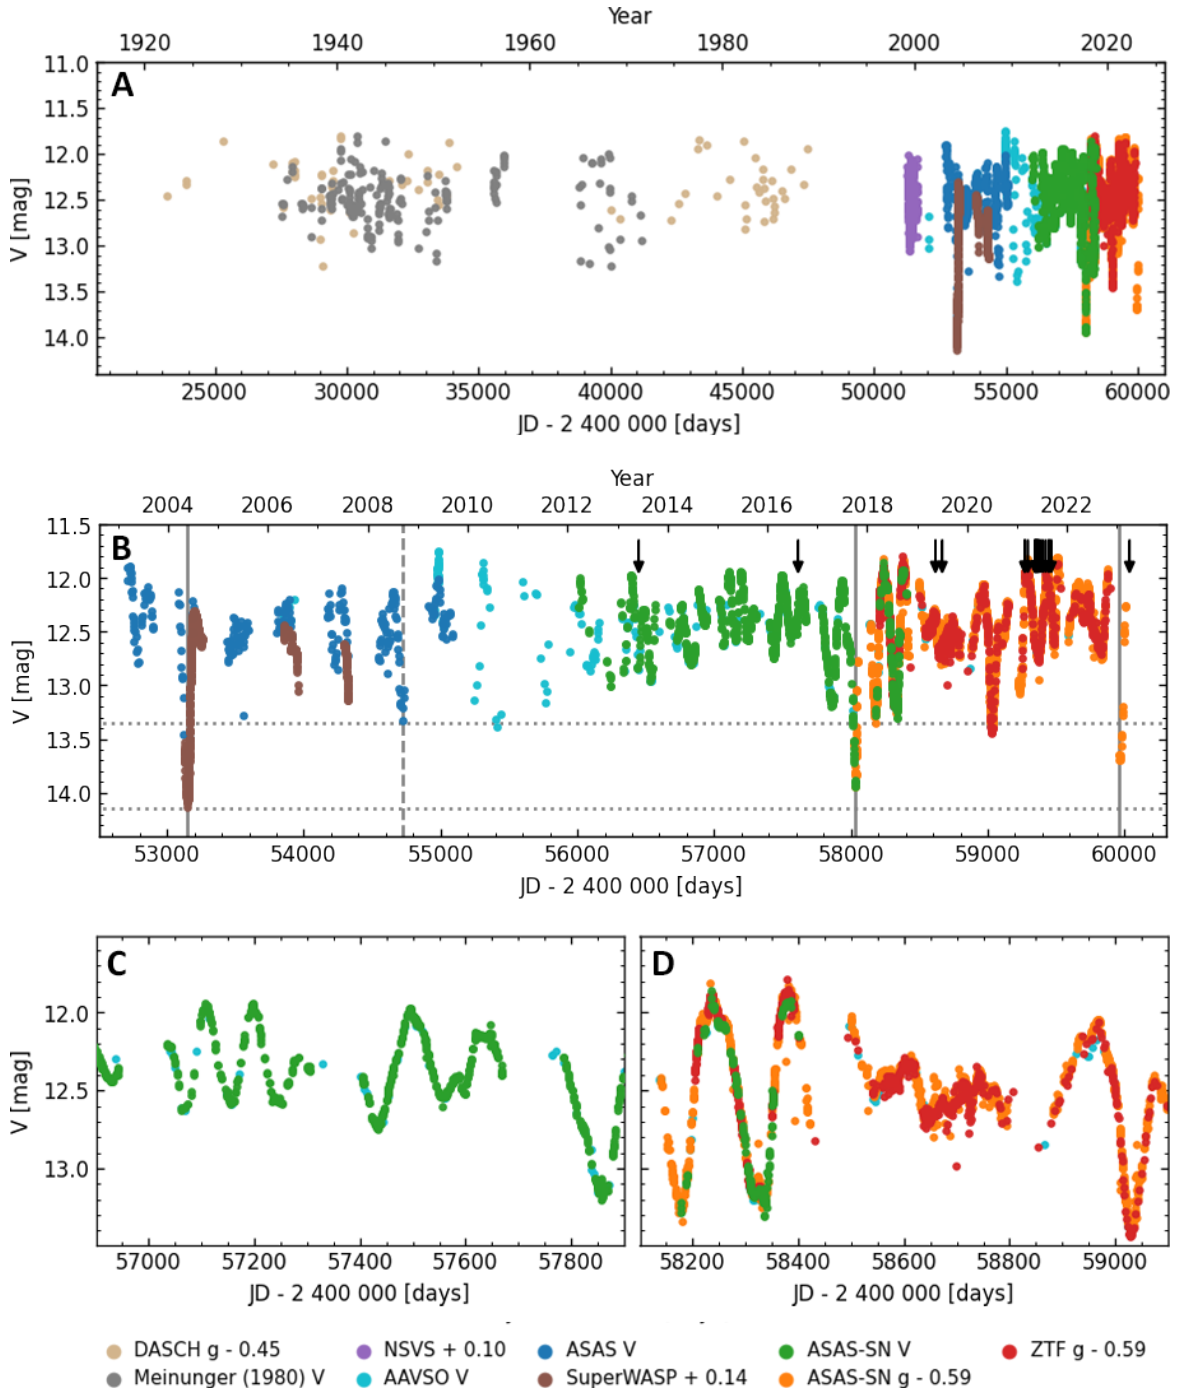 Year
1920 1940 1960 1980 2000 2020
A
11.0
11.5
12.0
12.5
13.0
13.5
14.0
V [mag]
25000 30000 35000 40000 45000 50000 55000 60000
JD - 2 400 000 [days]
Year
2004 2006 2008 2010 2012 2014 2016 2018 2020 2022
B
11.5
12.0
12.5
13.0
13.5
14.0
V [mag]
53000 54000 55000 56000 57000 58000 59000 60000
JD - 2 400 000 [days]
C D
12.0
12.5
13.0
V [mag]
57000 57200 57400 57600 57800 58200 58400 58600 58800 59000
JD - 2 400 000 [days] JD - 2 400 000 [days]
DASCH g - 0.45 NSVS + 0.10 ASAS V ASAS-SN V ZTF g - 0.59
Meinunger (1980) V AAVSO V SuperWASP + 0.14 ASAS-SN g - 0.59